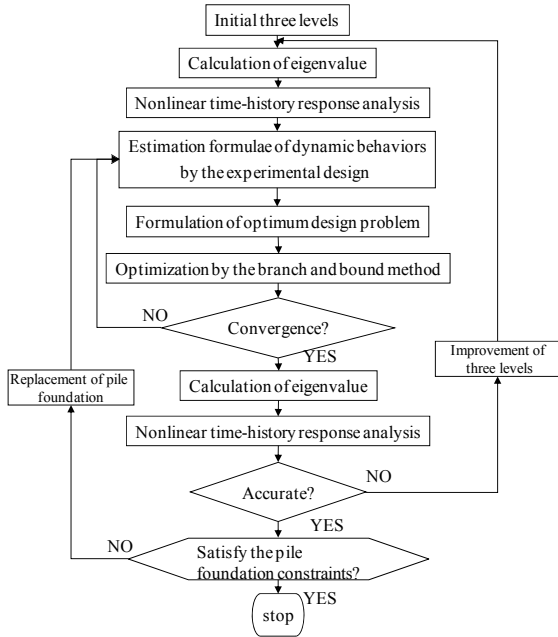 Initial three levels
Calculation of eigenvalue
Nonlinear time-history response analysis
Estimation formulae of dynamic behaviors
by the experimental design
Formulation of optimum design problem
Optimization by the branch and bound method
NO
Convergence?
YES
Improvement of
three levels
Replacement of pile
foundation
Calculation of eigenvalue
Nonlinear time-history response analysis
NO
Accurate?
YES
NO
Satisfy the pile
foundation constraints?
YES
stop